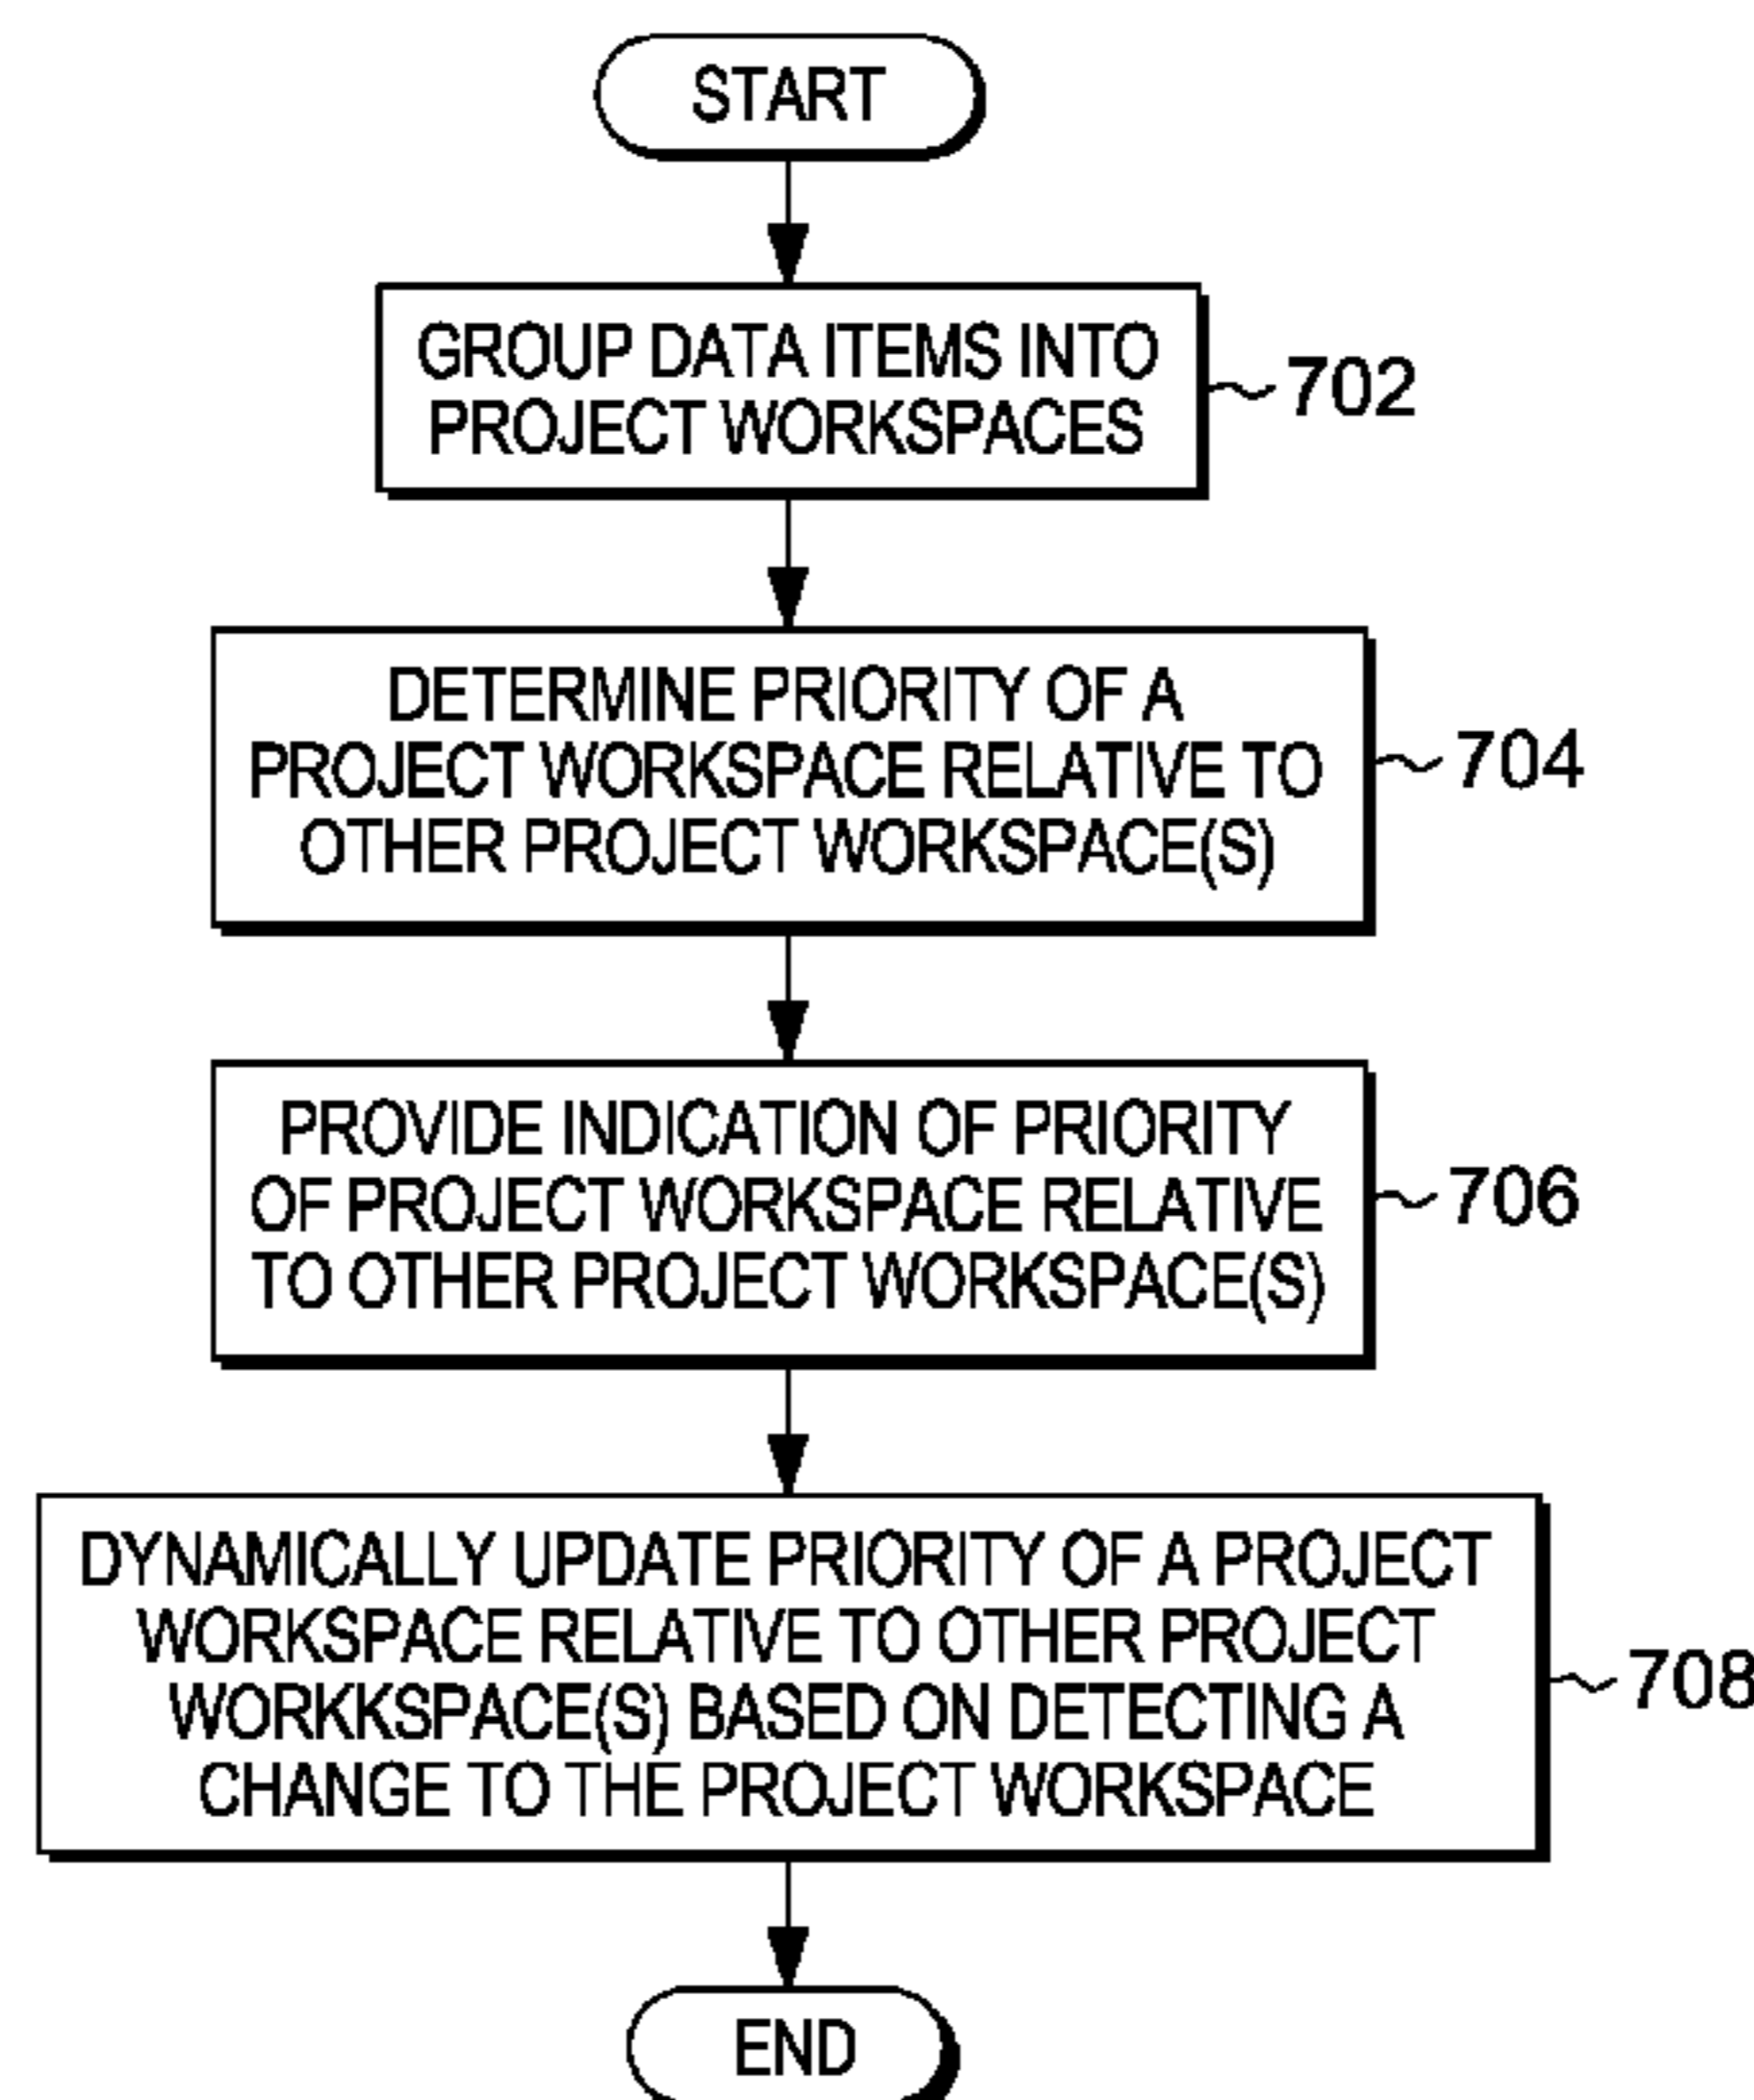 START
GROUP DATA ITEMS INTO
PROJECT WORKSPACES
702
DETERMINE PRIORITY OF A
PROJECT WORKSPACE RELATIVE TO
OTHER PROJECT WORKSPACE(S)
704
PROVIDE INDICATION OF PRIORITY
OF PROJECT WORKSPACE RELATIVE
TO OTHER PROJECT WORKSPACE(S)
706
DYNAMICALLY UPDATE PRIORITY OF A PROJECT
WORKSPACE RELATIVE TO OTHER PROJECT
WORKKSPACE(S) BASED ON DETECTING A
CHANGE TO THE PROJECT WORKSPACE
708
END